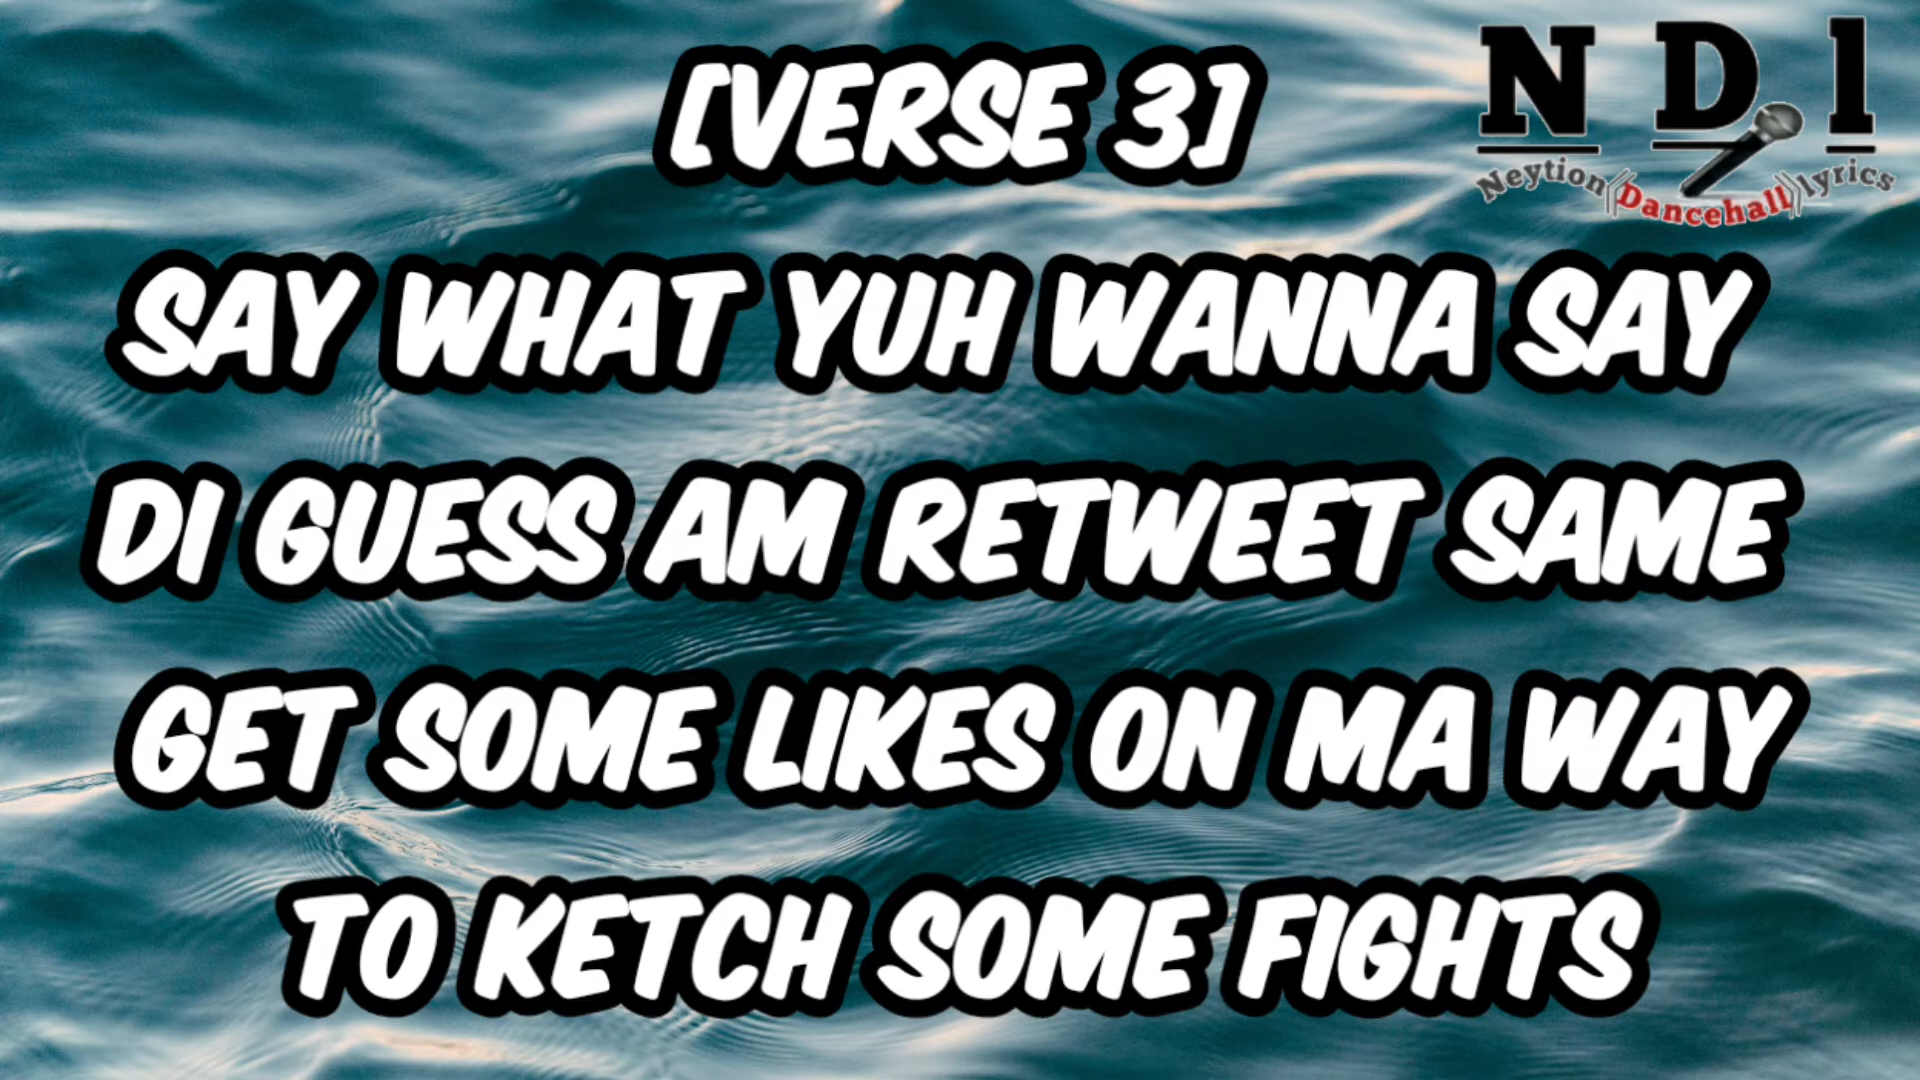 [VERSE 3]
N D l
Neytion Dancehall lyrics
SAY WHAT YUH WANNA SAY
DI GUESS AM RETWEET SAME
GET SOME LIKES ON MA WAY
TO KETCH SOME FIGHTS